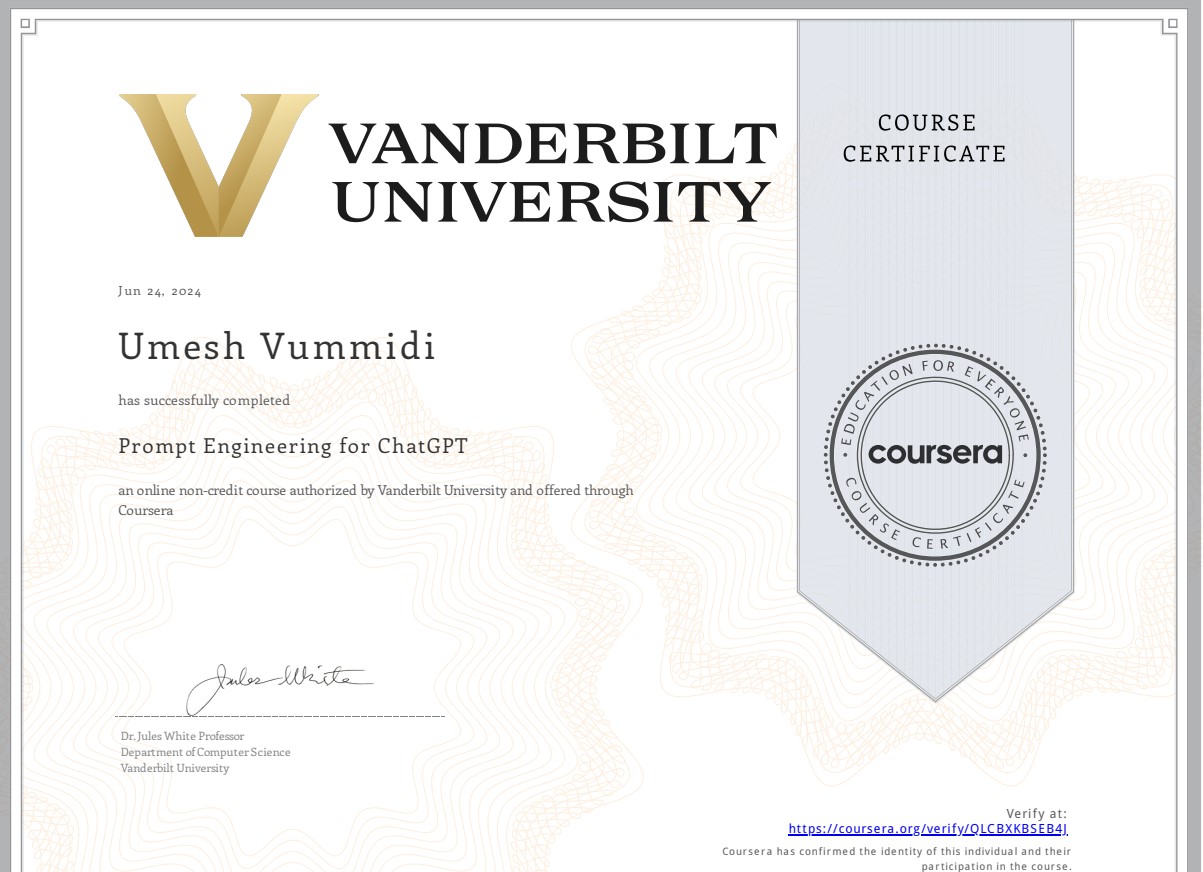 VANDERBILT
UNIVERSITY
COURSE
CERTIFICATE
Jun 24, 2024
Umesh Vummidi
has successfully completed
Prompt Engineering for ChatGPT
an online non-credit course authorized by Vanderbilt University and offered through
Coursera
EDUCATION FOR EVERYONE
coursera
COURSE CERTIFICATE
Jules White
Dr. Jules White Professor
Department of Computer Science
Vanderbilt University
Verify at:
https://coursera.org/verify/QLCBXKBSEB4J
Coursera has confirmed the identity of this individual and their
participation in the course.